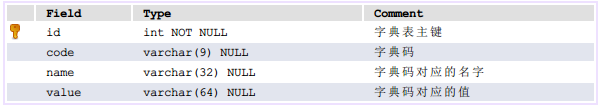 Field Type Comment
id int NOT NULL 字典表主键
code varchar(9) NULL 字典码
name varchar(32) NULL 字典码对应的名字
value varchar(64) NULL 字典码对应的值